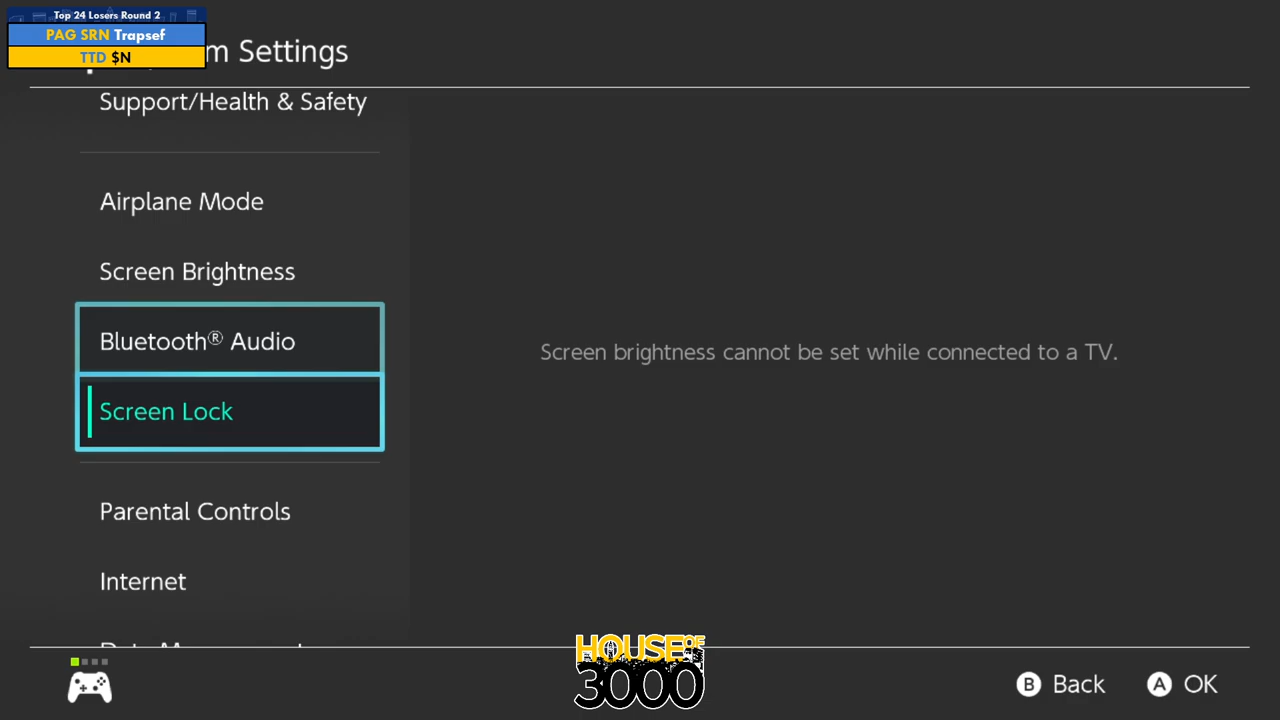 Top 24 Losers Round 2
PAG SRN Trapsef
TTD $N
m Settings
Support/Health & Safety
Airplane Mode
Screen Brightness
Bluetooth® Audio
Screen Lock
Screen brightness cannot be set while connected to a TV.
Parental Controls
Internet
HOUSE OF
3000
B Back
A OK